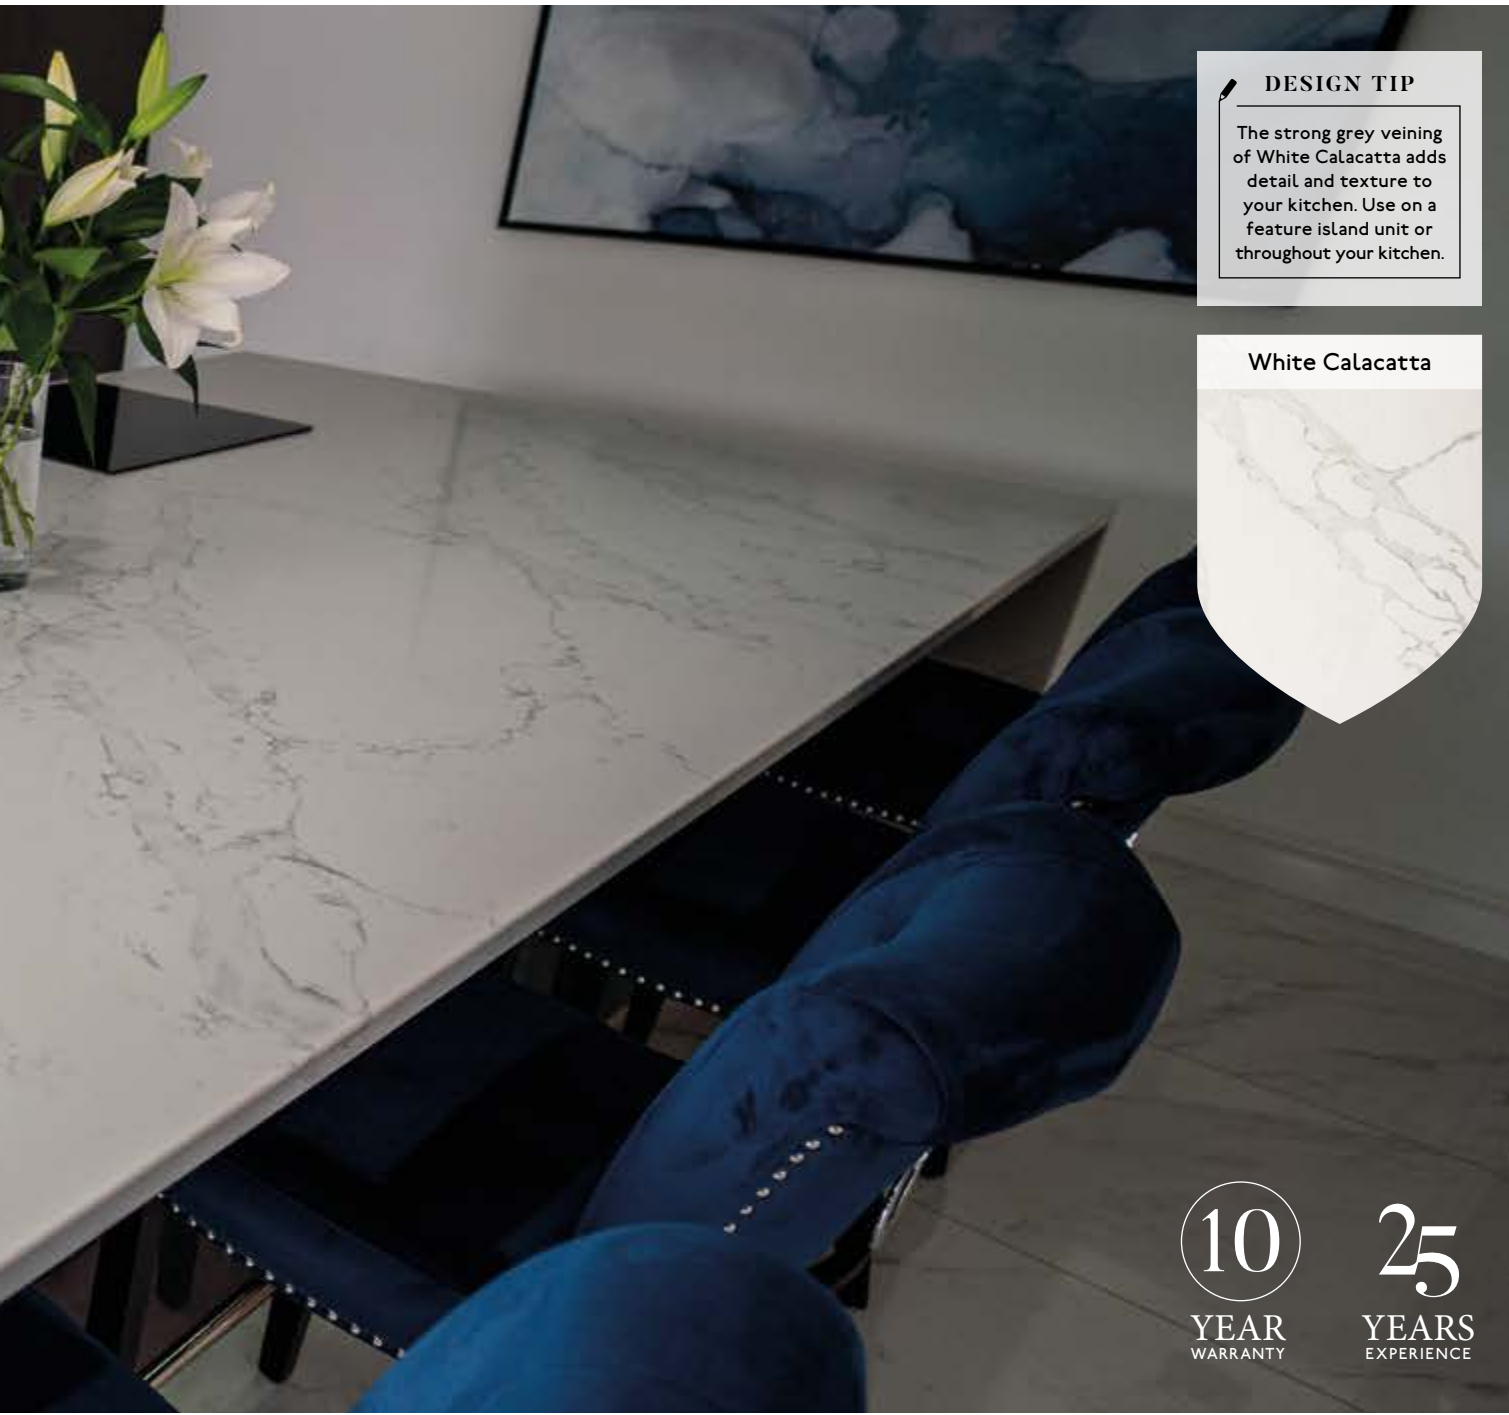 DESIGN TIP
The strong grey veining
of White Calacatta adds
detail and texture to
your kitchen. Use on a
feature island unit or
throughout your kitchen.
White Calacatta
10
YEAR
WARRANTY
25
YEARS
EXPERIENCE